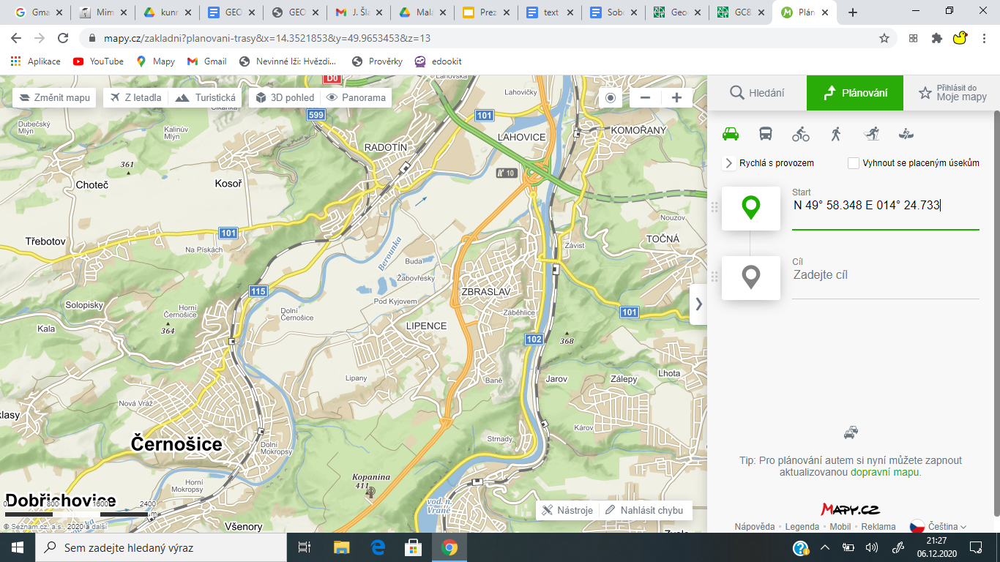 Gma
Mim
kunr
GEO
GEO
J. Šla
Malá
Prez
text
Sobo
Geoc
GC8
Plán
mapy.cz/zakladni?planovani-trasy&x=14.3521853&y=49.9653453&z=13
Aplikace
YouTube
Mapy
Gmail
Nevinné lži: Hvězdi...
Prověrky
edookit
Změnit mapu
Z letadla
Turistická
3D pohled
Panorama
Hledání
Plánování
Přihlásit do
Moje mapy
Rychlá s provozem
Vyhnout se placeným úsekům
Start
N 49° 58.348 E 014° 24.733
Cíl
Zadejte cíl
Tip: Pro plánování autem si nyní můžete zapnout
aktualizovanou dopravní mapu.
MAPY.CZ
Nápověda • Legenda • Mobil • Reklama
Čeština
D0
Lahovská
Lahovičky
599
101
LAHOVICE
KOMOŘANY
Dubečský
Mlýn
Kalinův
Mlýn
RADOTÍN
361
Choteč
Kosoř
10
Nouzov
101
TOČNÁ
Třebotov
Na Pískách
Berounka
Závist
Buda
Žabovřesky
115
ZBRASLAV
Pod Kyjovem
Solopisky
Horní
Černošice
Dolní
Černošice
Záběhlice
101
Kala
364
LIPENCE
102
368
Lipany
Baně
Jarov
Zálepy
Lhota
Nová Vráž
klasy
Károv
Černošice
Dolní
Mokropsy
Strnady
Kopanina
411
Horní
Mokropsy
Dobřichovice
vod. n.
Vrané
0
800
1600
2400
m
Všenory
Nástroje
Nahlásit chybu
© Seznam.cz, a.s., 2020 a další
Sem zadejte hledaný výraz
21:27
06.12.2020